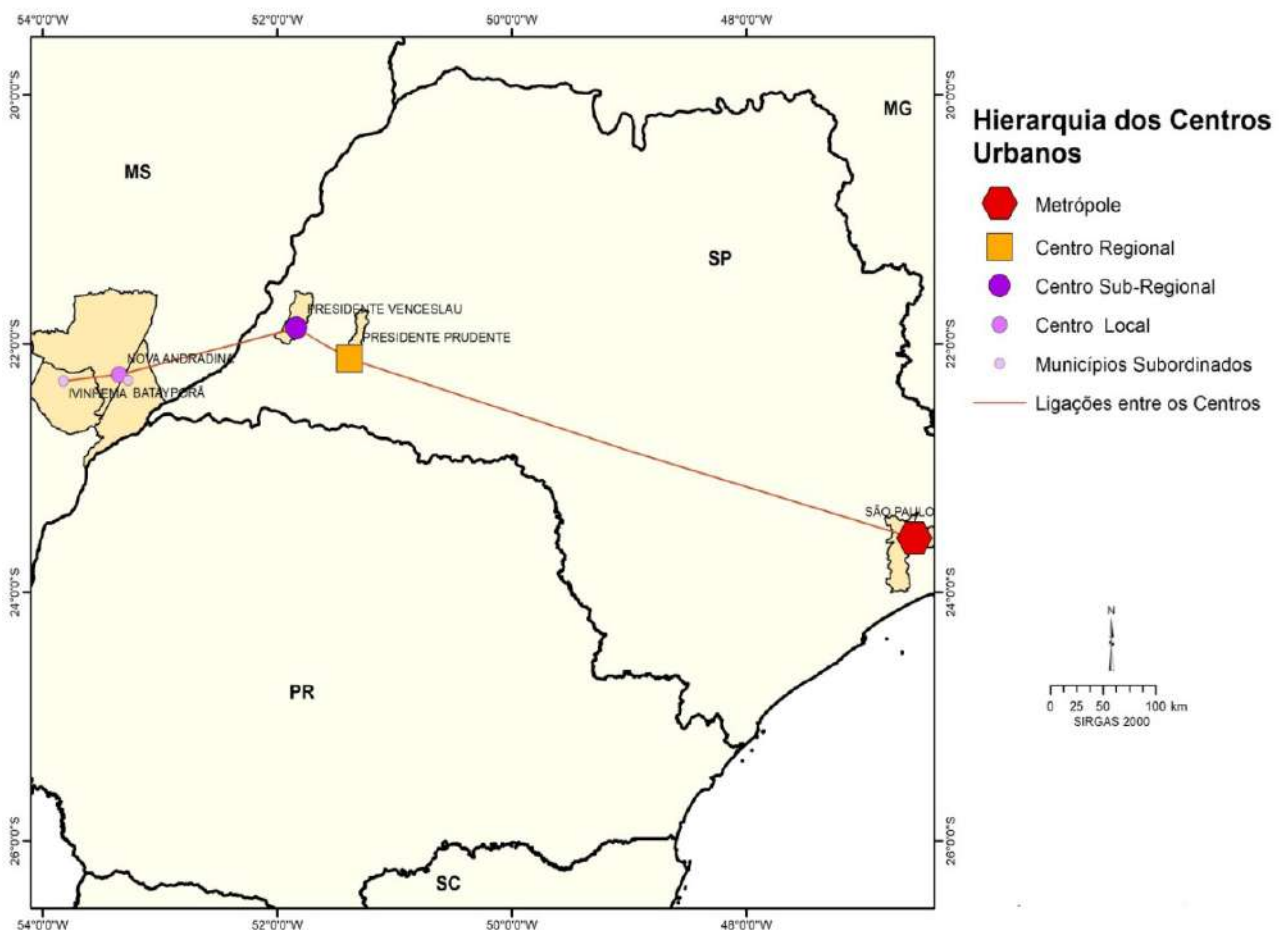 54°0'0"W 52°0'0"W 50°0'0"W 48°0'0"W
20°0'0"S
20°0'0"S
MG
MS
SP
PRESIDENTE VENCESLAU
PRESIDENTE PRUDENTE
22°0'0"S
22°0'0"S
NOVA ANDRADINA
IVINHEMA BATAYPORÃ
SÃO PAULO
24°0'0"S
24°0'0"S
PR
26°0'0"S
26°0'0"S
SC
54°0'0"W 52°0'0"W 50°0'0"W 48°0'0"W
Hierarquia dos Centros
Urbanos
Metrópole
Centro Regional
Centro Sub-Regional
Centro Local
Municípios Subordinados
Ligações entre os Centros
N
0 25 50 100 km
SIRGAS 2000